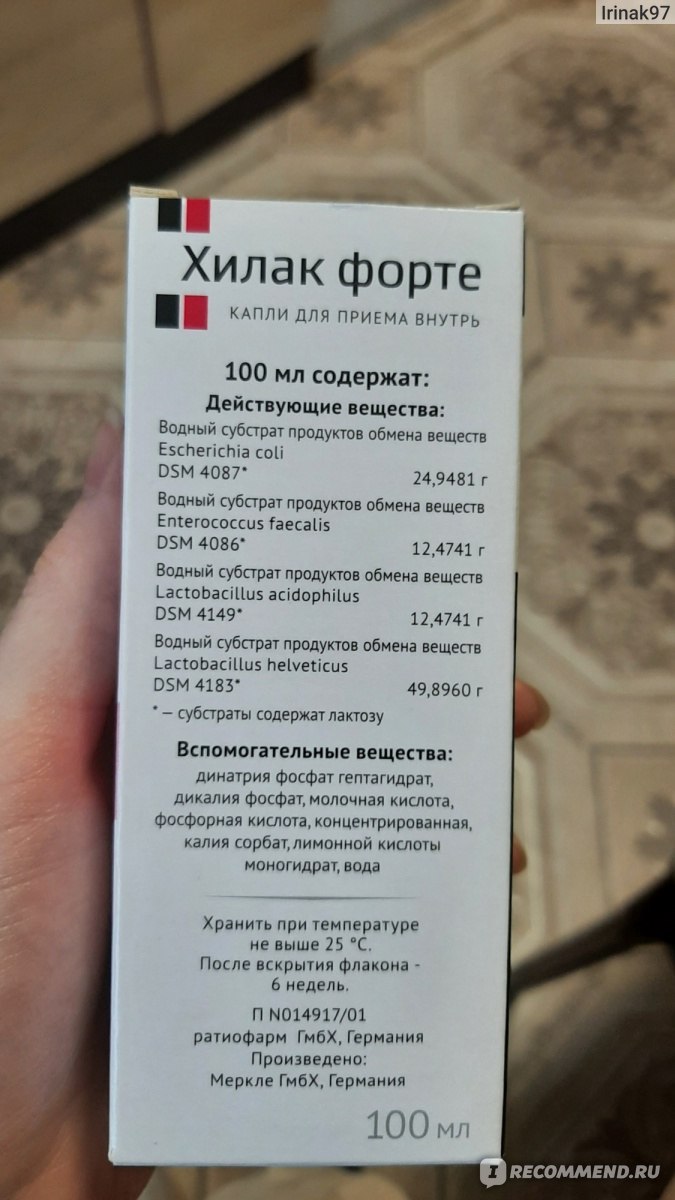 Irinak97
Хилак форте
КАПЛИ ДЛЯ ПРИЕМА ВНУТРЬ
100 мл содержат:
Действующие вещества:
Водный субстрат продуктов обмена веществ
Escherichia coli
DSM 4087* 24,9481 г
Водный субстрат продуктов обмена веществ
Enterococcus faecalis
DSM 4086* 12,4741 г
Водный субстрат продуктов обмена веществ
Lactobacillus acidophilus
DSM 4149* 12,4741 г
Водный субстрат продуктов обмена веществ
Lactobacillus helveticus
DSM 4183* 49,8960 г
* — субстраты содержат лактозу
Вспомогательные вещества:
динатрия фосфат гептагидрат,
дикалия фосфат, молочная кислота,
фосфорная кислота, концентрированная,
калия сорбат, лимонной кислоты
моногидрат, вода
Хранить при температуре
не выше 25 °С.
После вскрытия флакона -
6 недель.
П N014917/01
ратиофарм ГмбХ, Германия
Произведено:
Меркле ГмбХ, Германия
100 мл
IRECOMMEND.RU